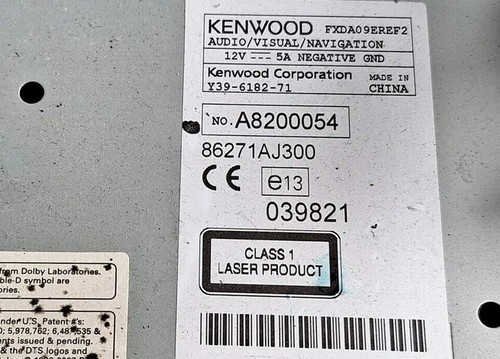 KENWOOD FXDA09EREF2
AUDIO/VISUAL/NAVIGATION
12V ⎓ 5A NEGATIVE GND
Kenwood Corporation
Y39-6182-71
MADE IN
CHINA
NO. A8200054
86271AJ300
CE e13
039821
CLASS 1
LASER PRODUCT
from Dolby Laboratories.
ble-D symbol are
ories.
nder U.S. Patent #'s:
0; 5,978,762; 6,487,535 &
ents issued & pending.
& the DTS logos and